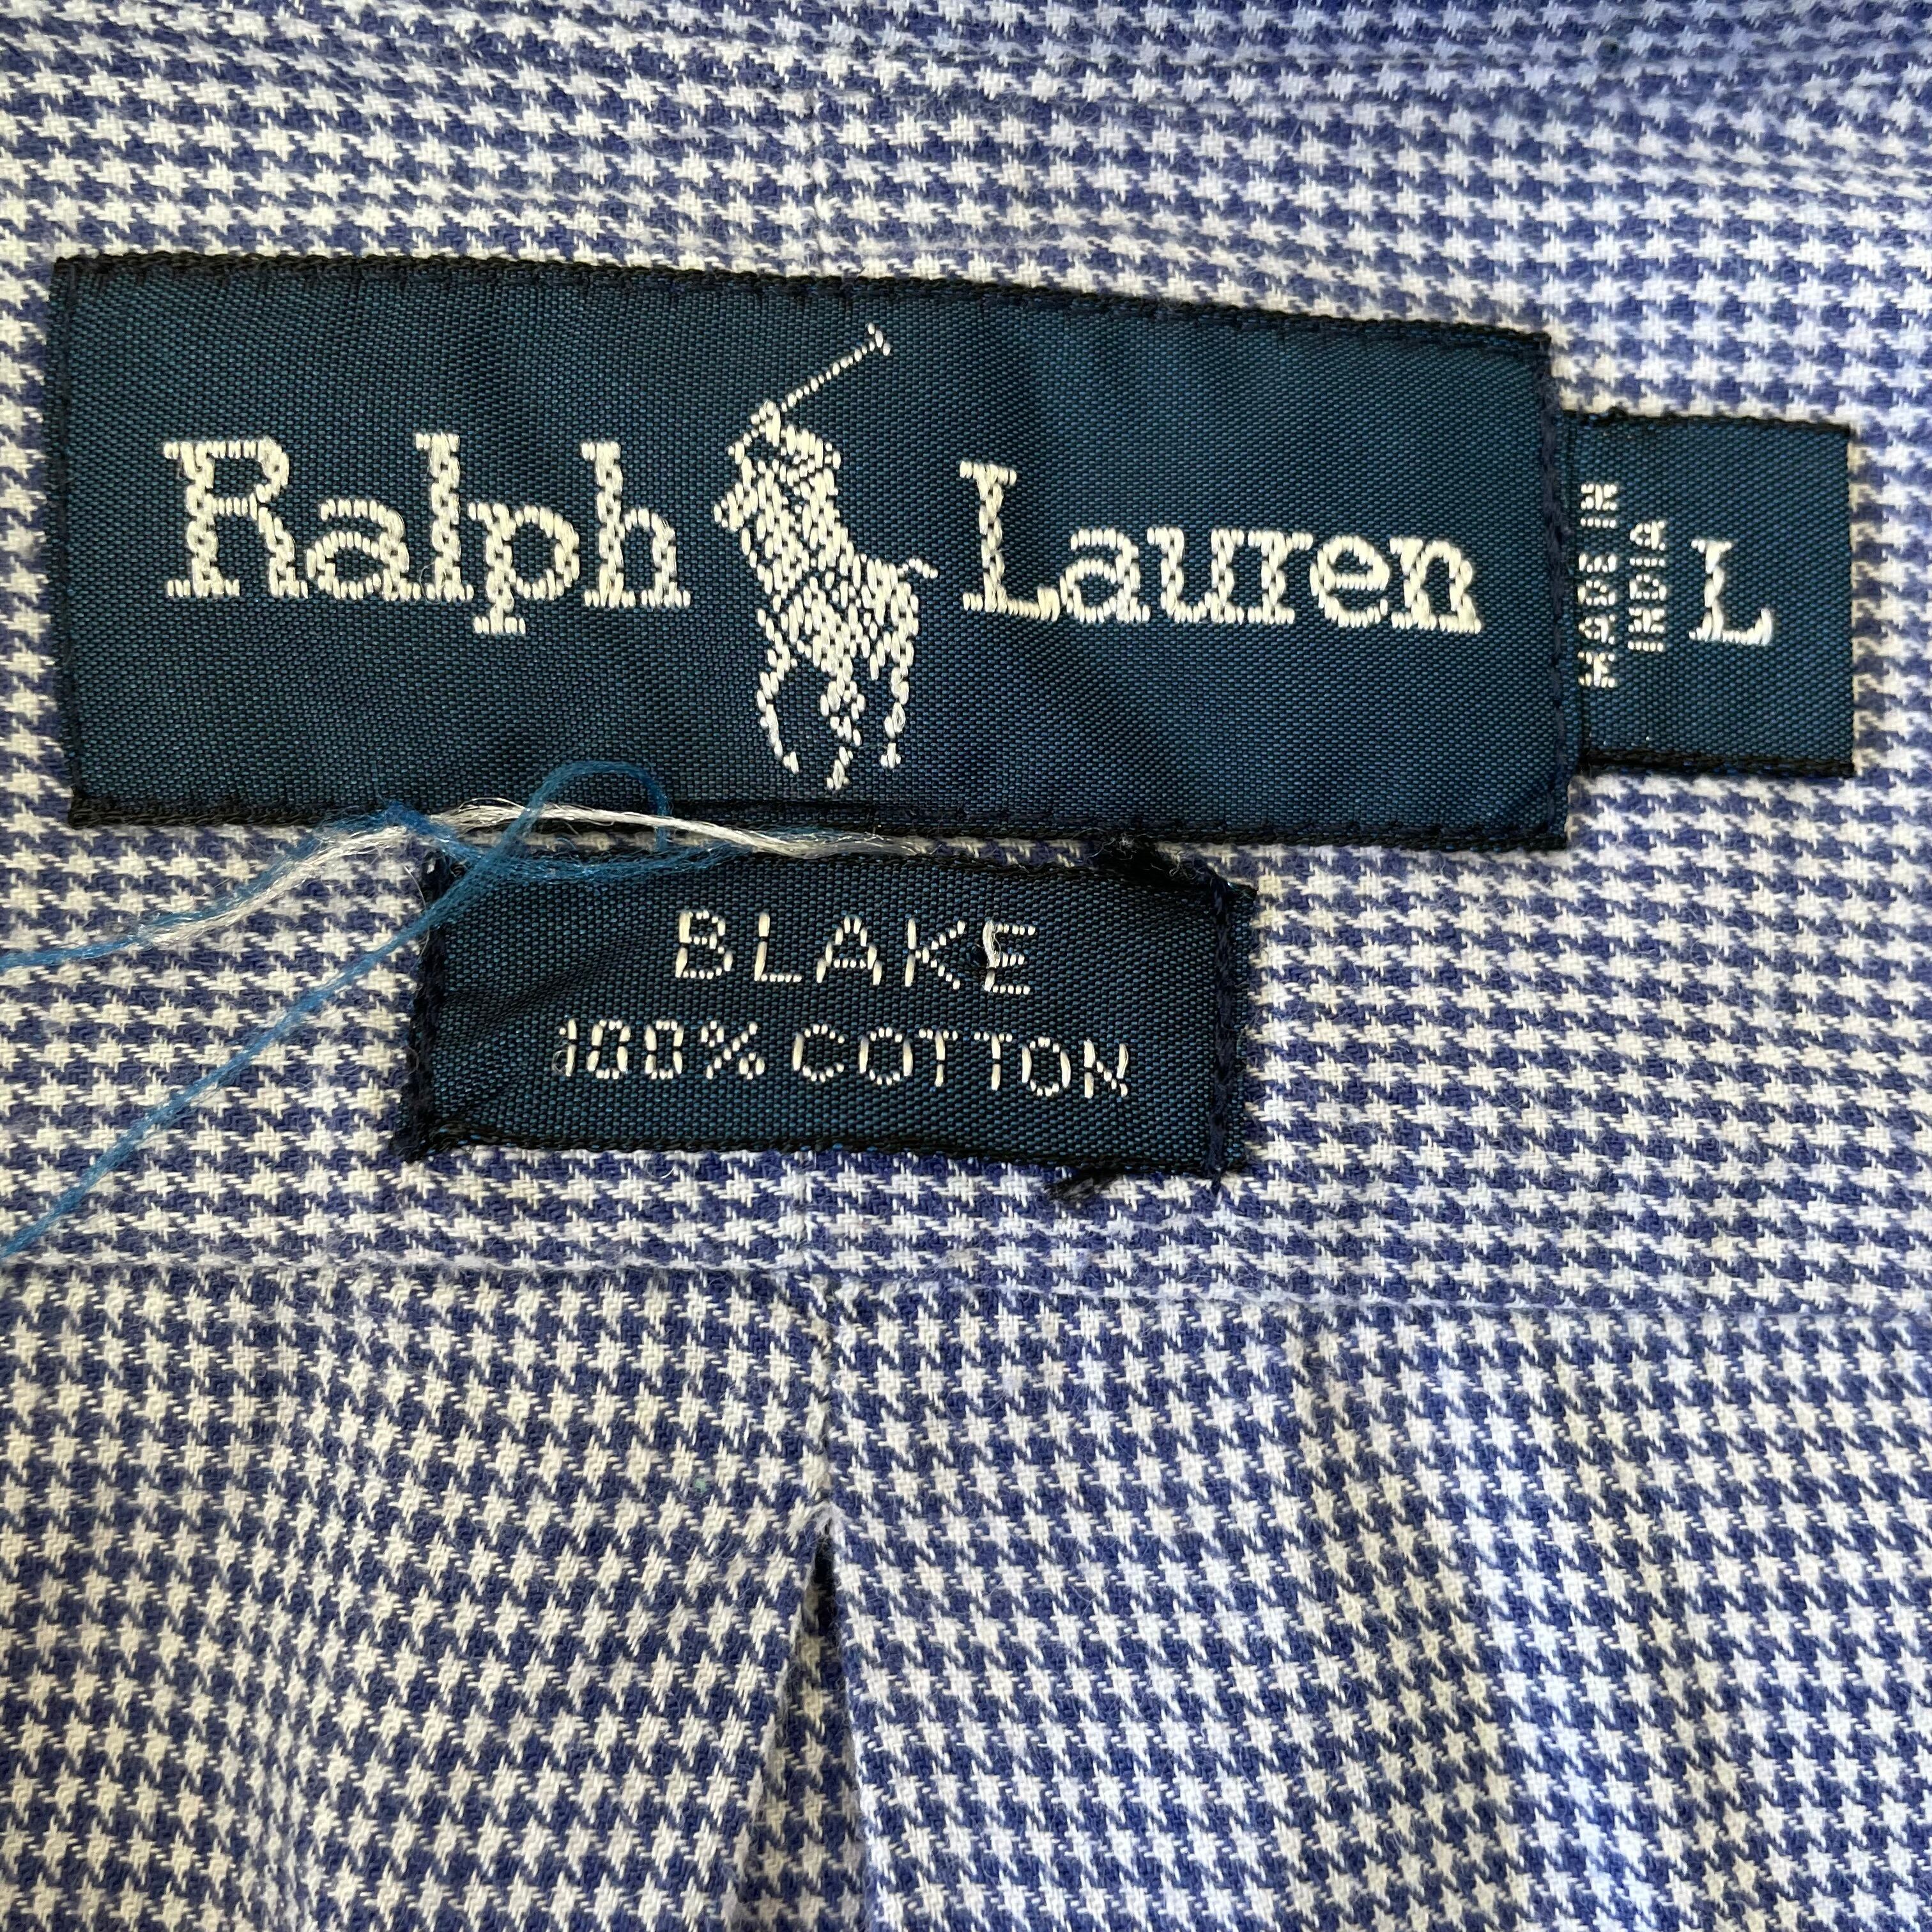 Ralph Lauren
MADE IN
INDIA
L
BLAKE
100% COTTON